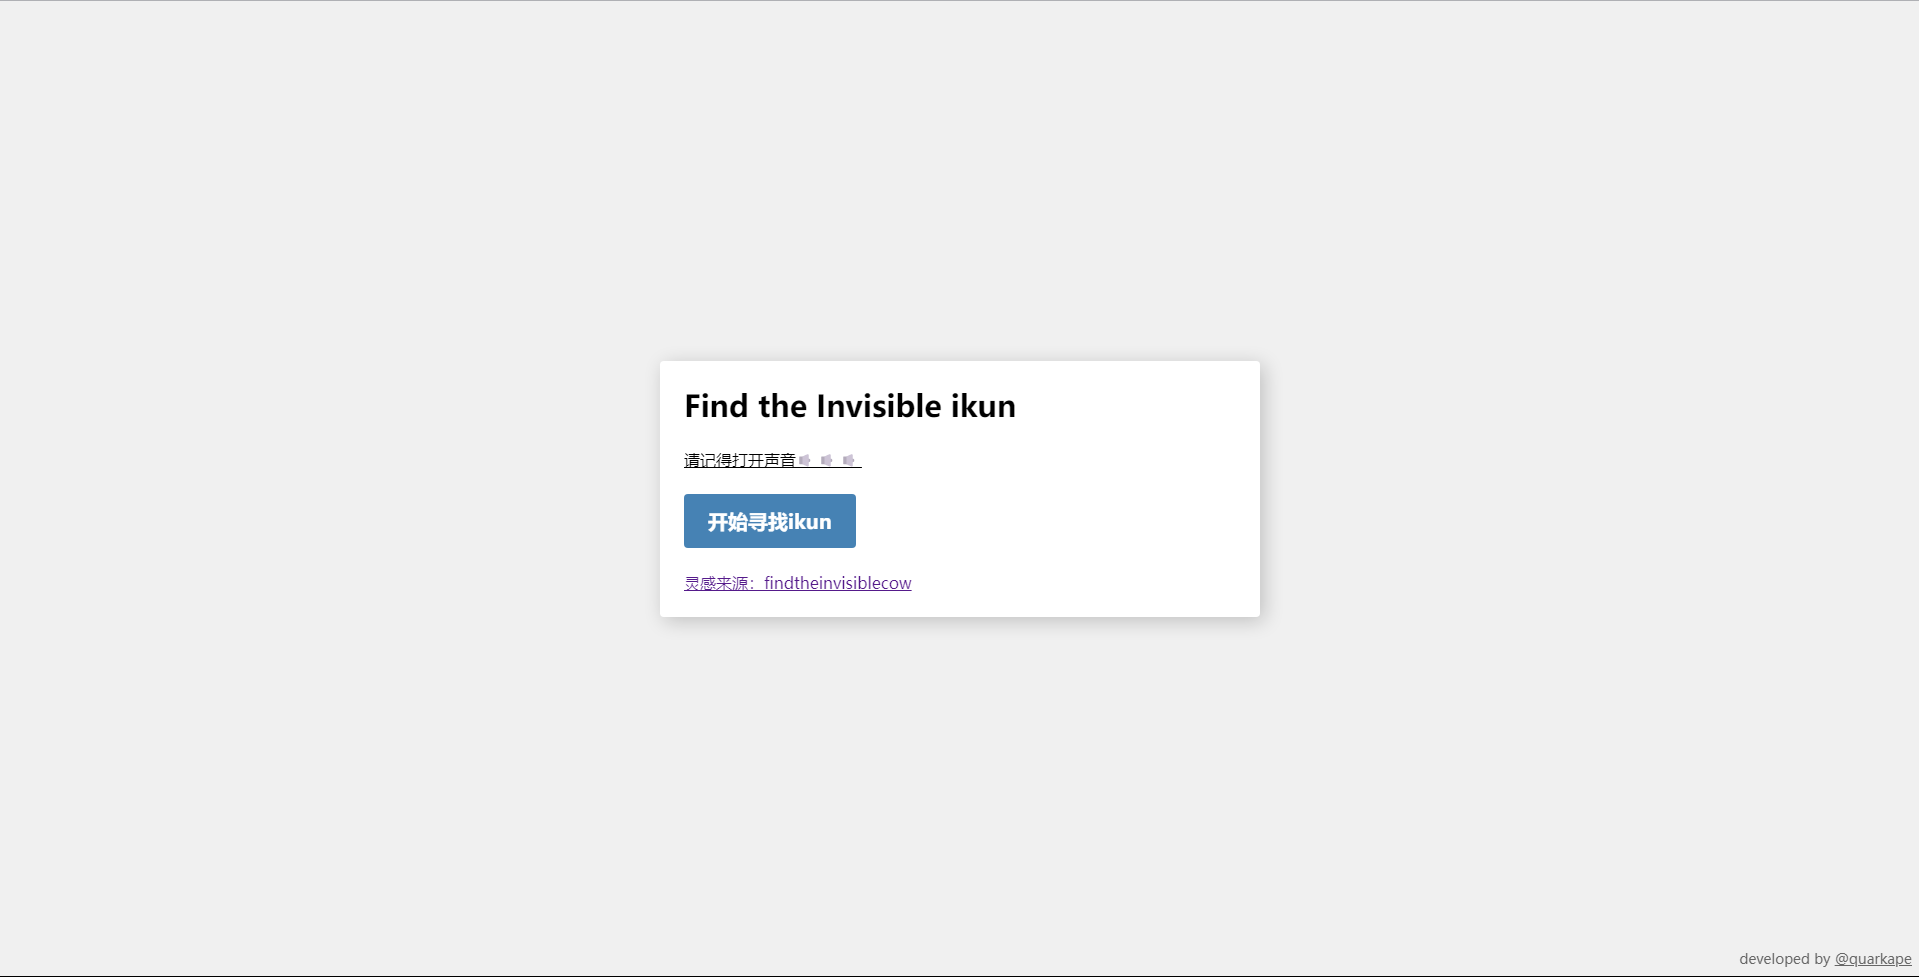 Find the Invisible ikun
请记得打开声音🔈🔈🔈
开始寻找ikun
灵感来源：findtheinvisiblecow
developed by @quarkape